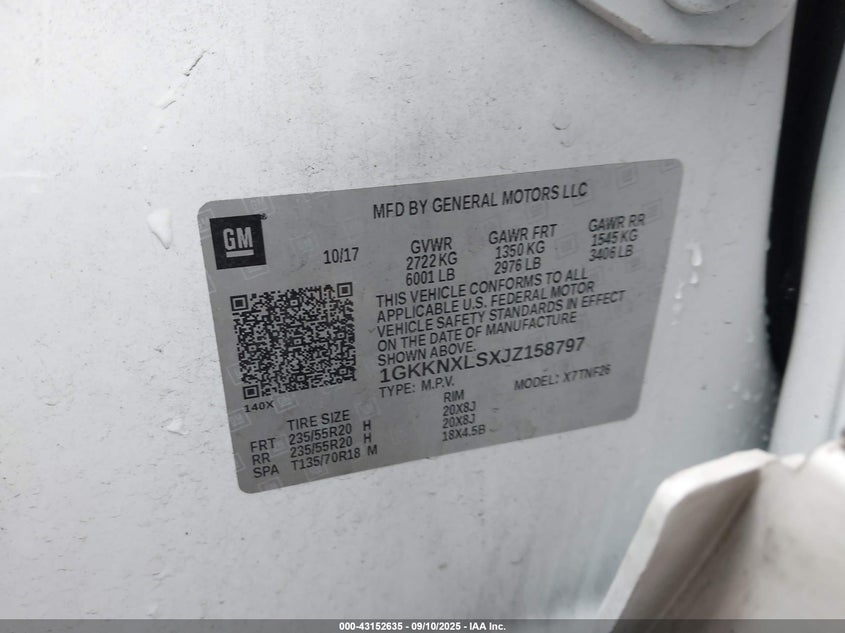 MFD BY GENERAL MOTORS LLC
GM
10/17
GVWR GAWR FRT GAWR RR
2722 KG 1350 KG 1545 KG
6001 LB 2976 LB 3406 LB
THIS VEHICLE CONFORMS TO ALL
APPLICABLE U.S. FEDERAL MOTOR
VEHICLE SAFETY STANDARDS IN EFFECT
ON THE DATE OF MANUFACTURE
SHOWN ABOVE.
1GKKNXLSXJZ158797
TYPE: M.P.V. MODEL: X7TNF26
140X
TIRE SIZE RIM
FRT 235/55R20 H 20X8J
RR 235/55R20 H 20X8J
SPA T135/70R18 M 18X4.5B
000-43152635 - 09/10/2025 - IAA Inc.